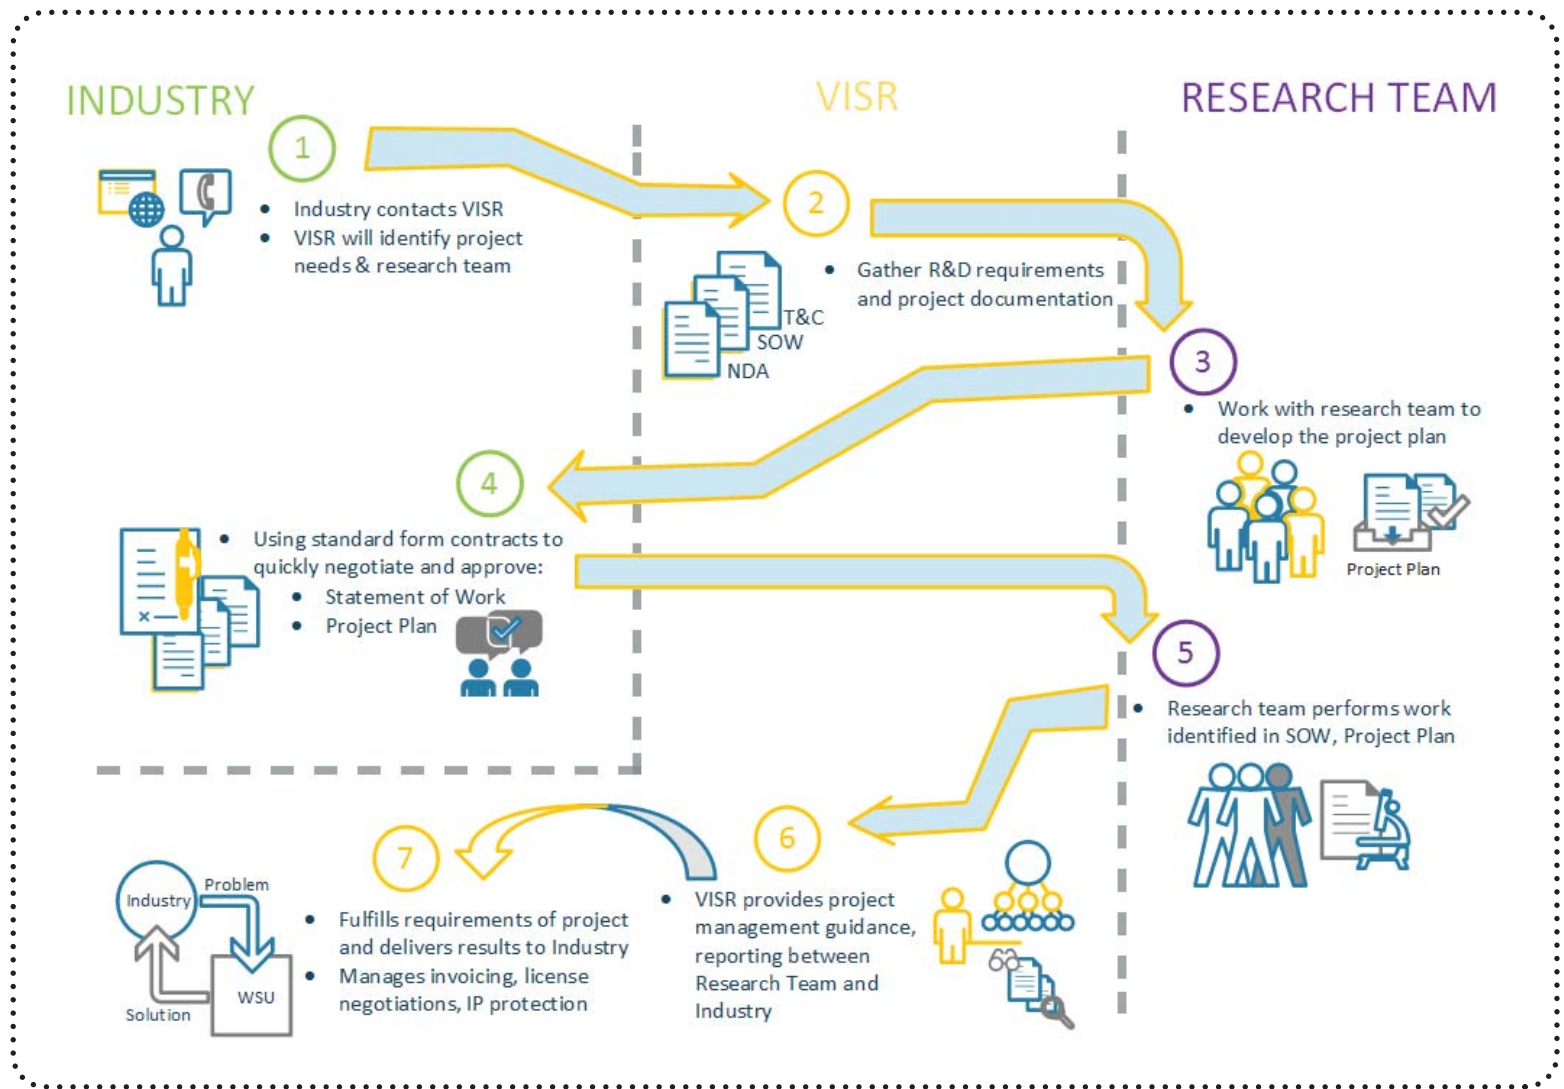 INDUSTRY
VISR
RESEARCH TEAM
1
• Industry contacts VISR
• VISR will identify project
needs & research team
2
• Gather R&D requirements
and project documentation
T&C
SOW
NDA
3
• Work with research team to
develop the project plan
Project Plan
4
• Using standard form contracts to
quickly negotiate and approve:
• Statement of Work
• Project Plan
x
5
• Research team performs work
identified in SOW, Project Plan
6
• VISR provides project
management guidance,
reporting between
Research Team and
Industry
7
• Fulfills requirements of project
and delivers results to Industry
• Manages invoicing, license
negotiations, IP protection
Industry
Problem
WSU
Solution